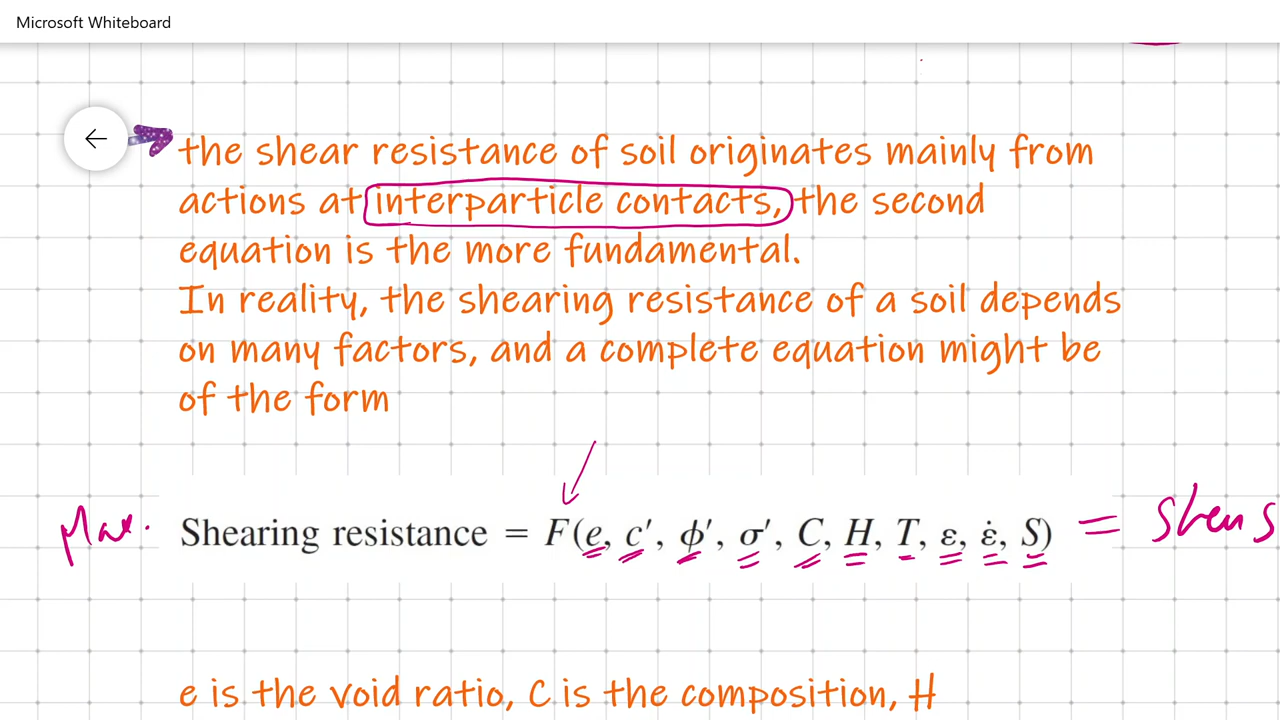 Microsoft Whiteboard
the shear resistance of soil originates mainly from
actions at interparticle contacts, the second
equation is the more fundamental.
In reality, the shearing resistance of a soil depends
on many factors, and a complete equation might be
of the form
Max. Shearing resistance = F(e, c′, ϕ′, σ′, C, H, T, ε, ε̇, S) =
e is the void ratio, C is the composition, H